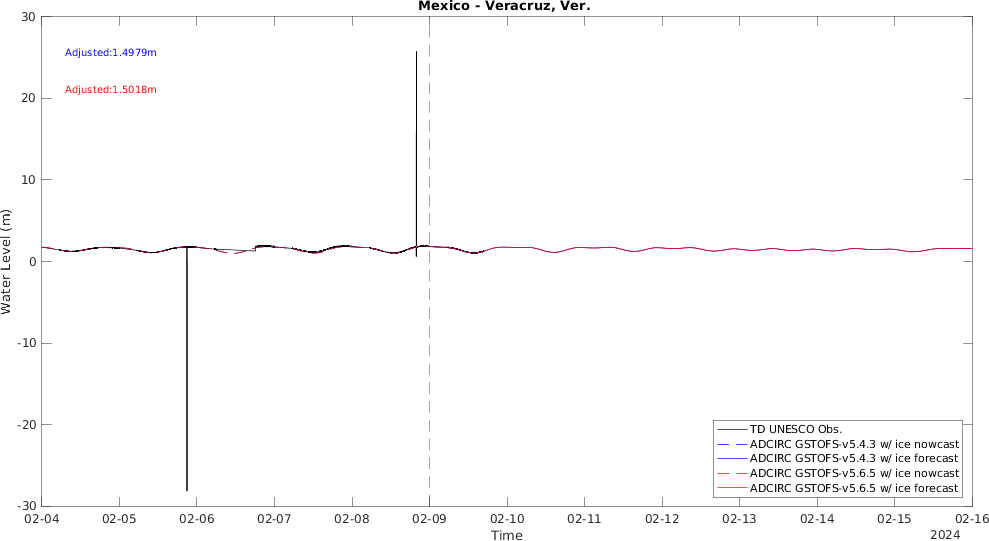 Mexico - Veracruz, Ver.
30
20
10
0
-10
-20
-30
Water Level (m)
Adjusted:1.4979m
Adjusted:1.5018m
TD UNESCO Obs.
ADCIRC GSTOFS-v5.4.3 w/ ice nowcast
ADCIRC GSTOFS-v5.4.3 w/ ice forecast
ADCIRC GSTOFS-v5.6.5 w/ ice nowcast
ADCIRC GSTOFS-v5.6.5 w/ ice forecast
02-04 02-05 02-06 02-07 02-08 02-09 02-10 02-11 02-12 02-13 02-14 02-15 02-16
Time
2024